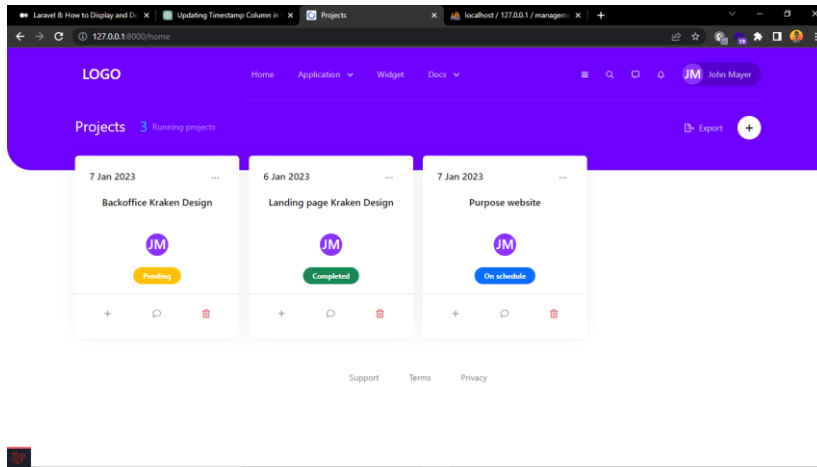 Laravel 8: How to Display and Do
Updating Timestamp Column in
Projects
localhost / 127.0.0.1 / managem
127.0.0.1:8000/home
LOGO Home Application Widget Docs JM John Mayer
Projects 3 Running projects Export
7 Jan 2023 6 Jan 2023 7 Jan 2023
Backoffice Kraken Design Landing page Kraken Design Purpose website
JM JM JM
Pending Completed On schedule
Support Terms Privacy